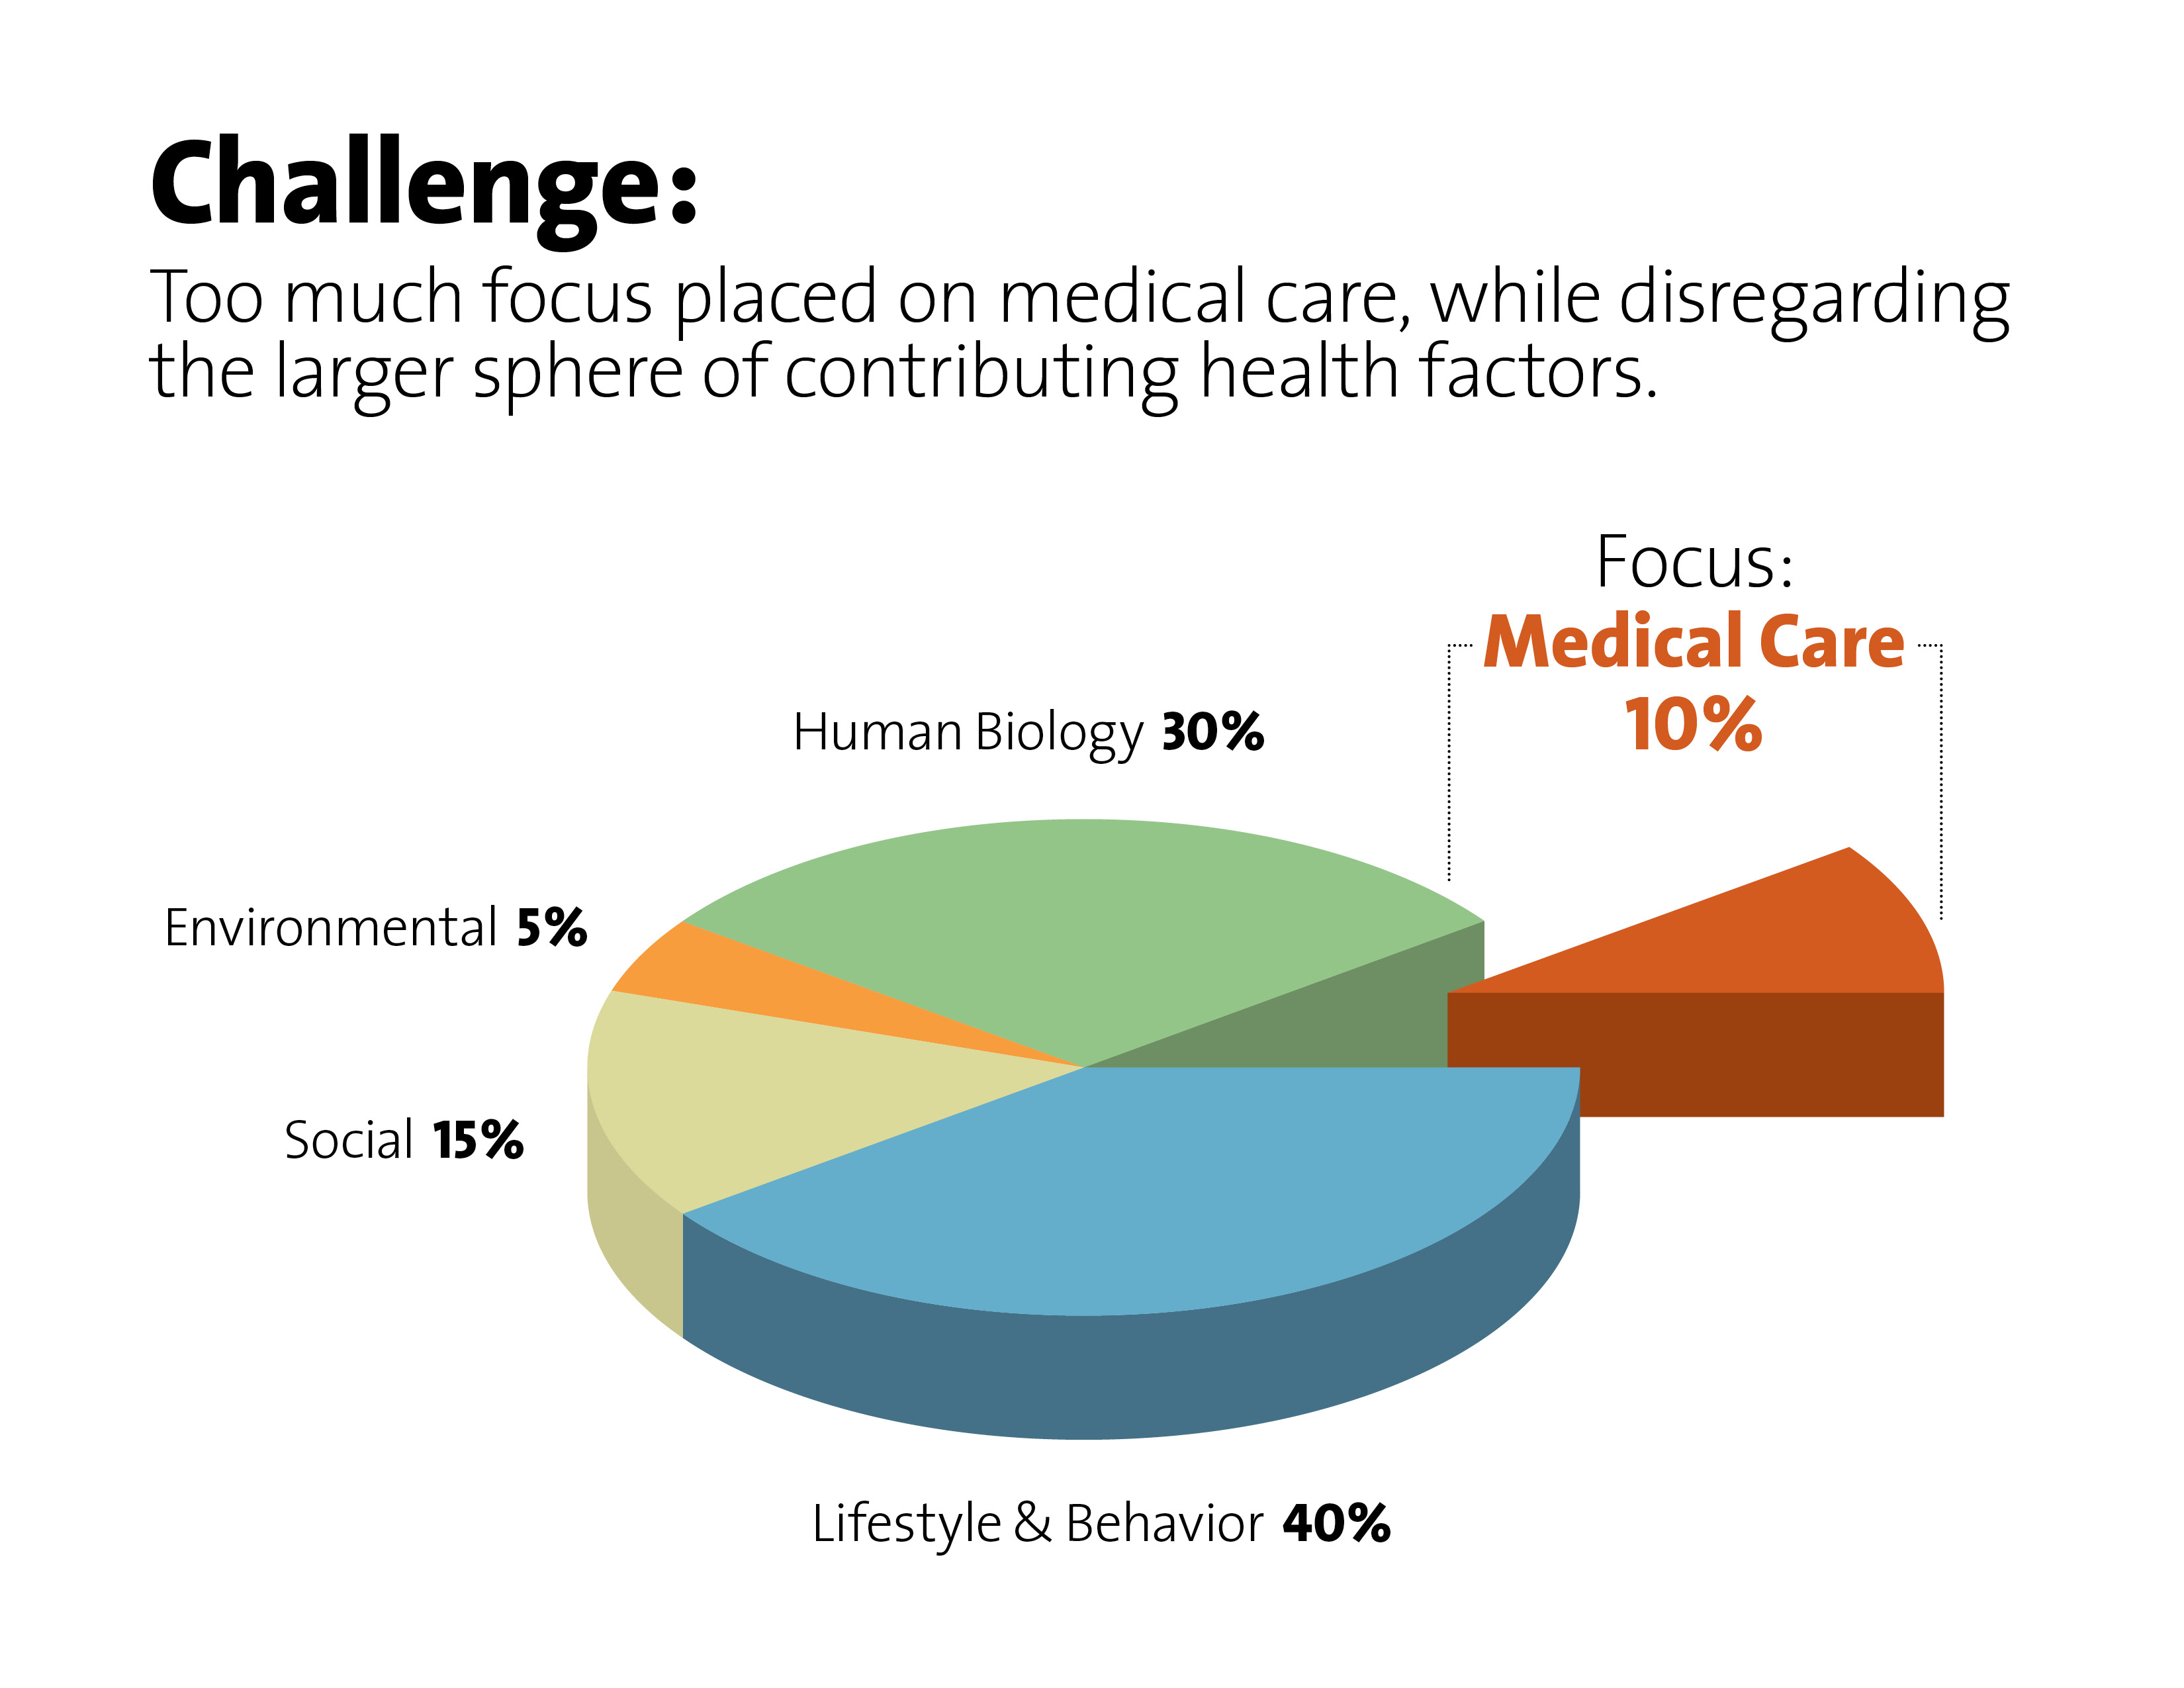 Challenge:
Too much focus placed on medical care, while disregarding
the larger sphere of contributing health factors.
Focus:
Medical Care
10%
Human Biology 30%
Environmental 5%
Social 15%
Lifestyle & Behavior 40%